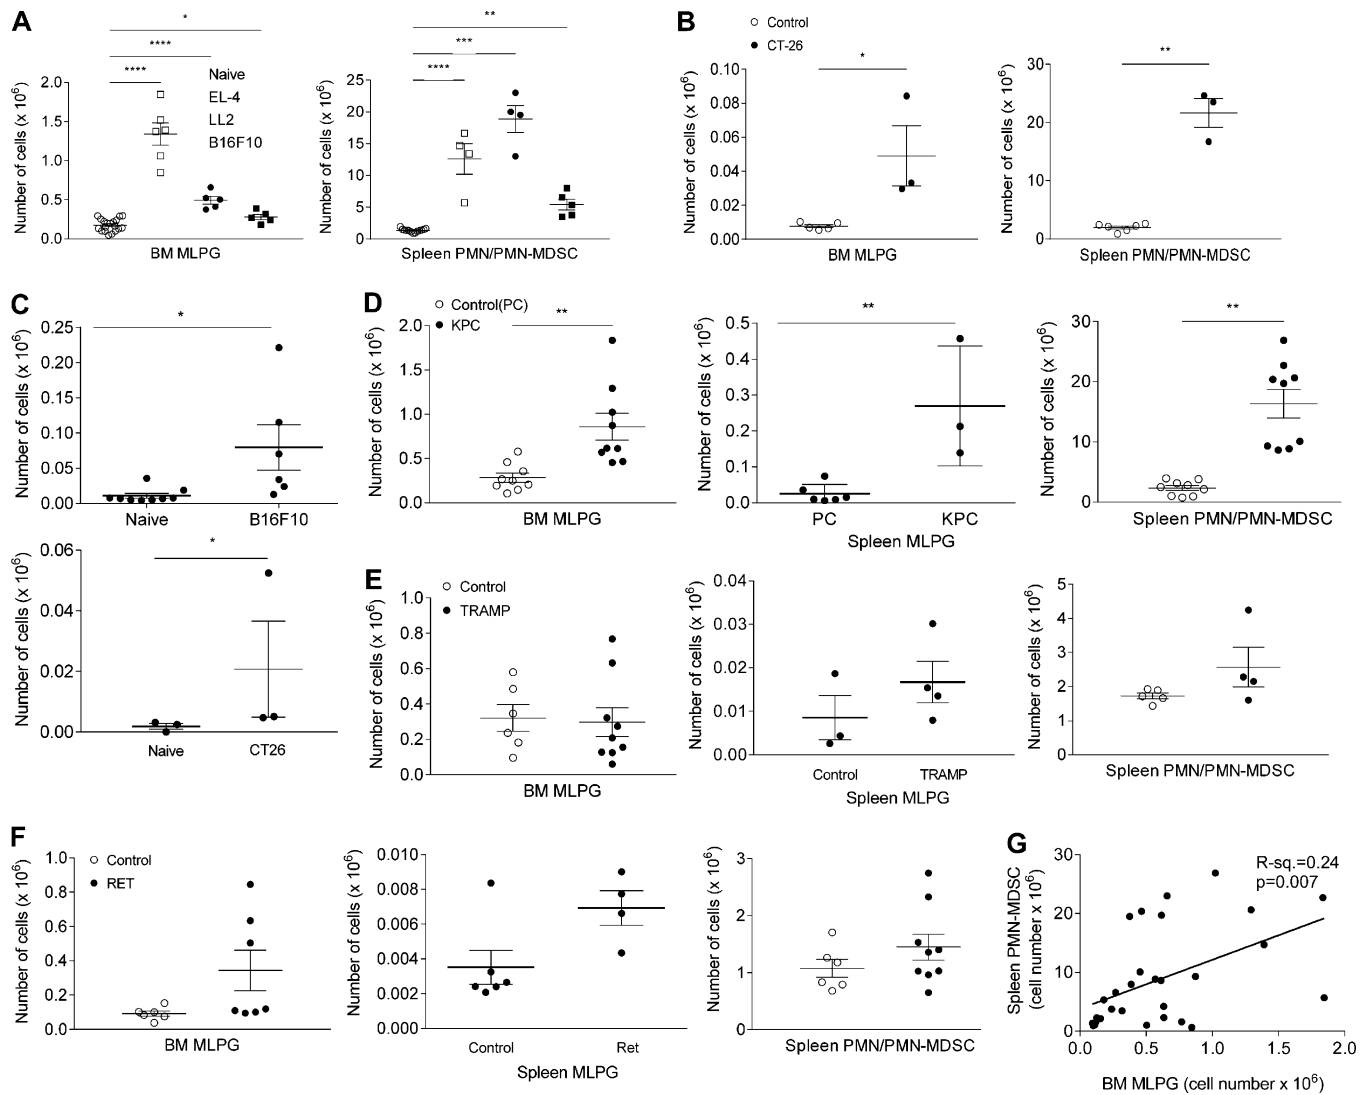 A
*
****
****
Number of cells (x 10⁶)
2.0
1.5
1.0
0.5
0.0
Naive
EL-4
LL2
B16F10
BM MLPG
**
***
****
Number of cells (x 10⁶)
25
20
15
10
5
0
Spleen PMN/PMN-MDSC
B
Control
CT-26
*
Number of cells (x 10⁶)
0.10
0.08
0.06
0.04
0.02
0.00
BM MLPG
**
Number of cells (x 10⁶)
30
20
10
0
Spleen PMN/PMN-MDSC
C
*
Number of cells (x 10⁶)
0.25
0.20
0.15
0.10
0.05
0.00
Naive
B16F10
*
Number of cells (x 10⁶)
0.06
0.04
0.02
0.00
Naive
CT26
D
Control(PC)
KPC
**
Number of cells (x 10⁶)
2.0
1.5
1.0
0.5
0.0
BM MLPG
**
Number of cells (x 10⁶)
0.5
0.4
0.3
0.2
0.1
0.0
PC
KPC
Spleen MLPG
**
Number of cells (x 10⁶)
30
20
10
0
Spleen PMN/PMN-MDSC
E
Control
TRAMP
Number of cells (x 10⁶)
1.0
0.8
0.6
0.4
0.2
0.0
BM MLPG
Number of cells (x 10⁶)
0.04
0.03
0.02
0.01
0.00
Control
TRAMP
Spleen MLPG
Number of cells (x 10⁶)
5
4
3
2
1
0
Spleen PMN/PMN-MDSC
F
Control
RET
Number of cells (x 10⁶)
1.0
0.8
0.6
0.4
0.2
0.0
BM MLPG
Number of cells (x 10⁶)
0.010
0.008
0.006
0.004
0.002
0.000
Control
Ret
Spleen MLPG
Number of cells (x 10⁶)
3
2
1
0
Spleen PMN/PMN-MDSC
G
R-sq.=0.24
p=0.007
Spleen PMN-MDSC
(cell number x 10⁶)
30
20
10
0
0.0
0.5
1.0
1.5
2.0
BM MLPG (cell number x 10⁶)